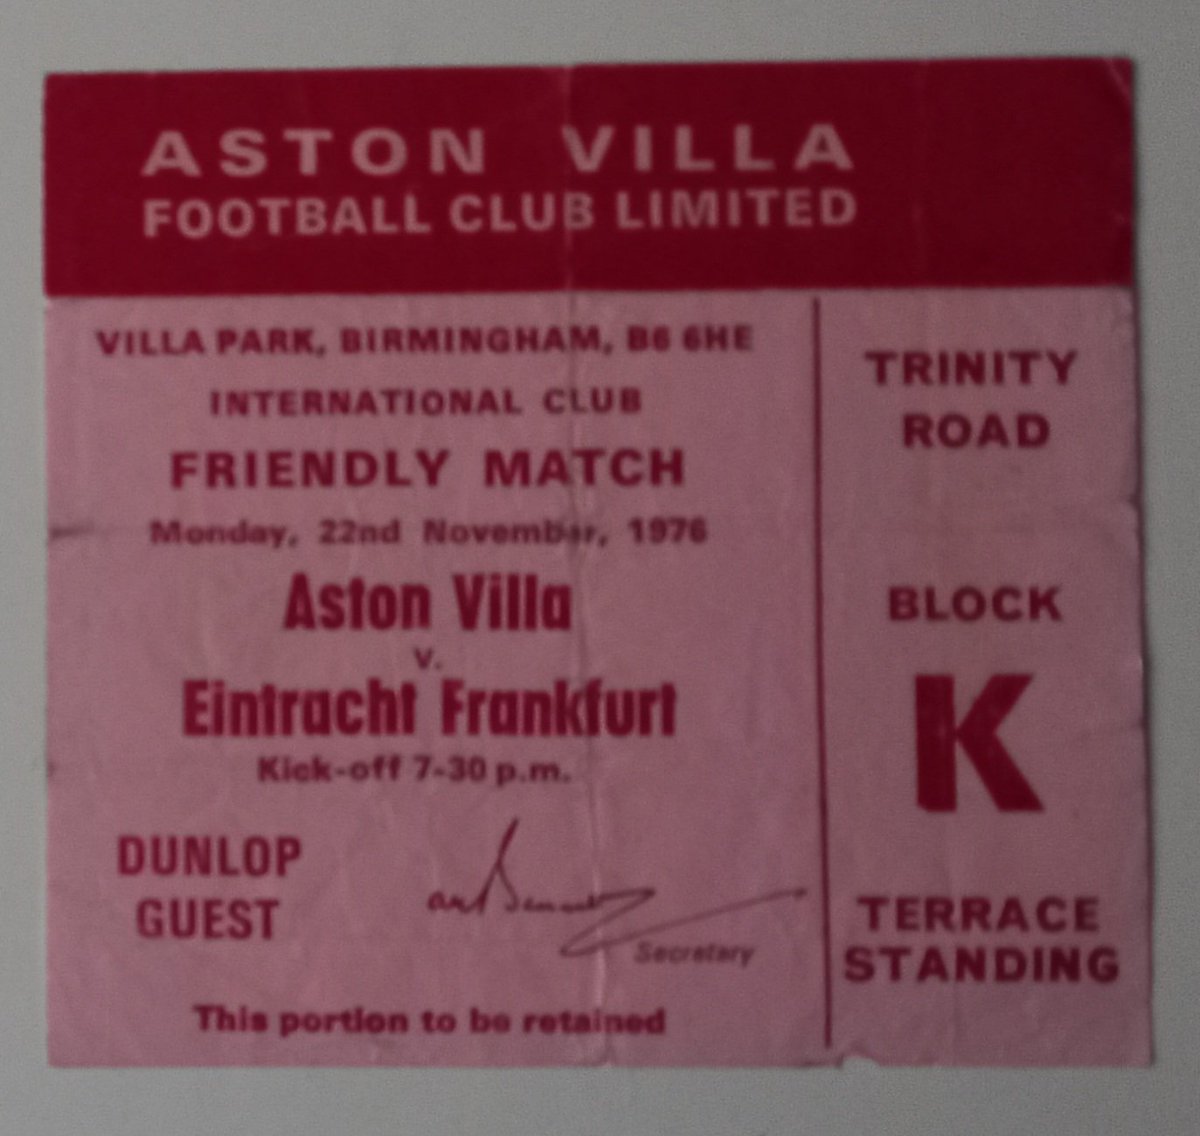 ASTON VILLA
FOOTBALL CLUB LIMITED
VILLA PARK, BIRMINGHAM, B6 6HE
INTERNATIONAL CLUB
FRIENDLY MATCH
Monday, 22nd November, 1976
Aston Villa
v.
Eintracht Frankfurt
Kick-off 7-30 p.m.
DUNLOP
GUEST
Secretary
This portion to be retained
TRINITY
ROAD
BLOCK
K
TERRACE
STANDING